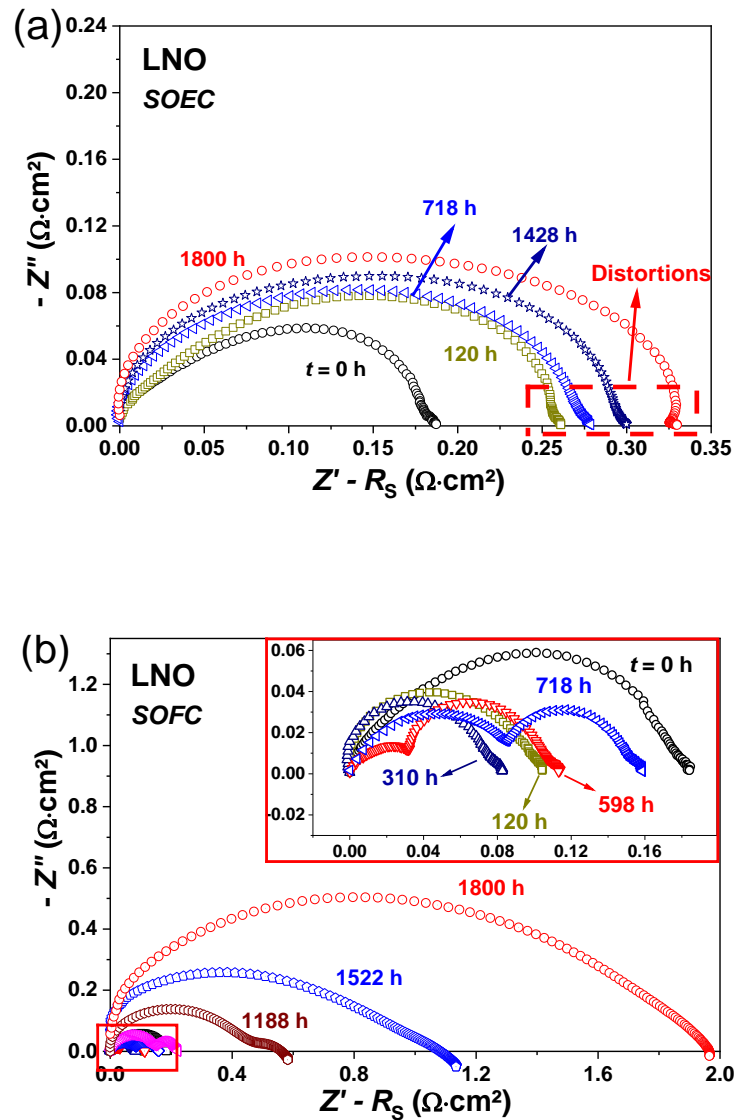 (a)
LNO
SOEC
0.24
0.20
0.16
0.12
0.08
0.04
0.00
- Z″ (Ω·cm²)
718 h
1428 h
1800 h
Distortions
120 h
t = 0 h
0.00 0.05 0.10 0.15 0.20 0.25 0.30 0.35
Z' - RS (Ω·cm²)
(b)
LNO
SOFC
1.2
1.0
0.8
0.6
0.4
0.2
0.0
- Z″ (Ω·cm²)
0.06
0.04
0.02
0.00
-0.02
t = 0 h
718 h
310 h
598 h
120 h
0.00 0.04 0.08 0.12 0.16
1800 h
1522 h
1188 h
0.0 0.4 0.8 1.2 1.6 2.0
Z' - RS (Ω·cm²)